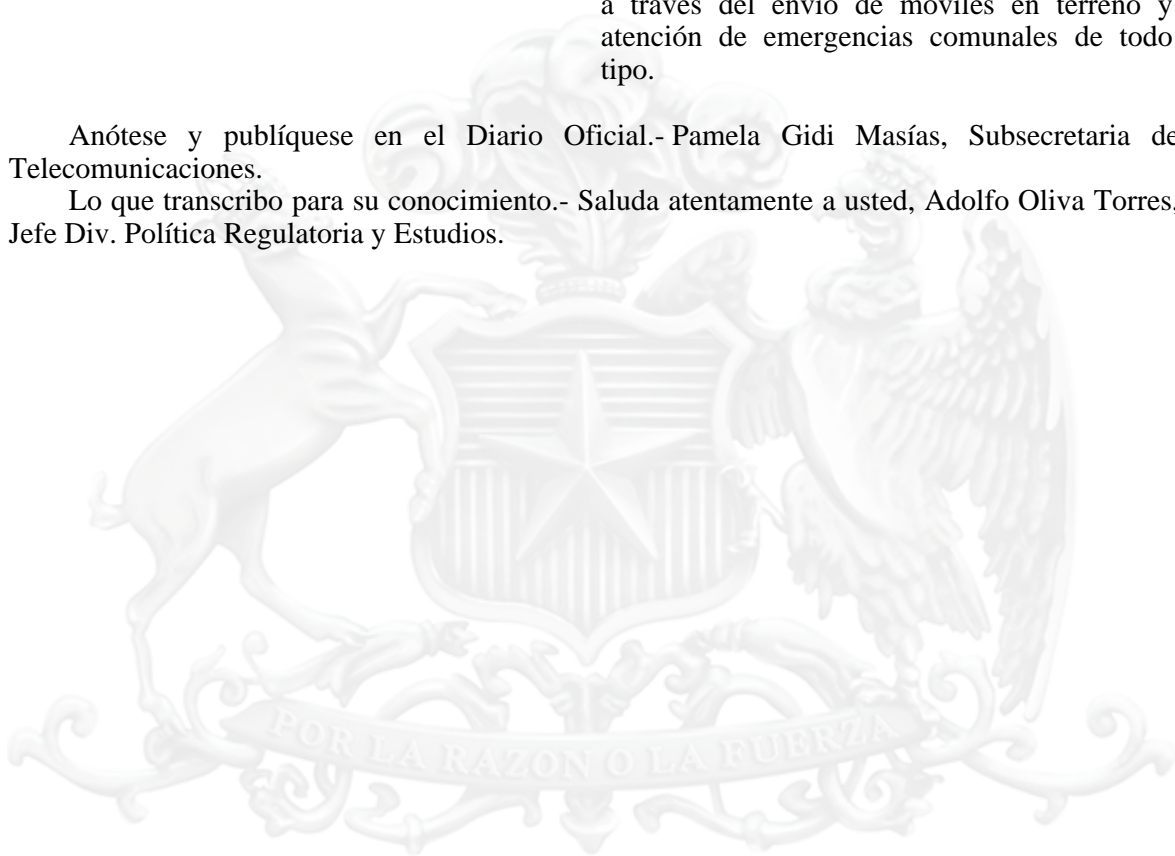 a través del envío de móviles en terreno y
atención de emergencias comunales de todo
tipo.
Anótese y publíquese en el Diario Oficial.- Pamela Gidi Masías, Subsecretaria de
Telecomunicaciones.
Lo que transcribo para su conocimiento.- Saluda atentamente a usted, Adolfo Oliva Torres,
Jefe Div. Política Regulatoria y Estudios.
POR LA RAZON O LA FUERZA